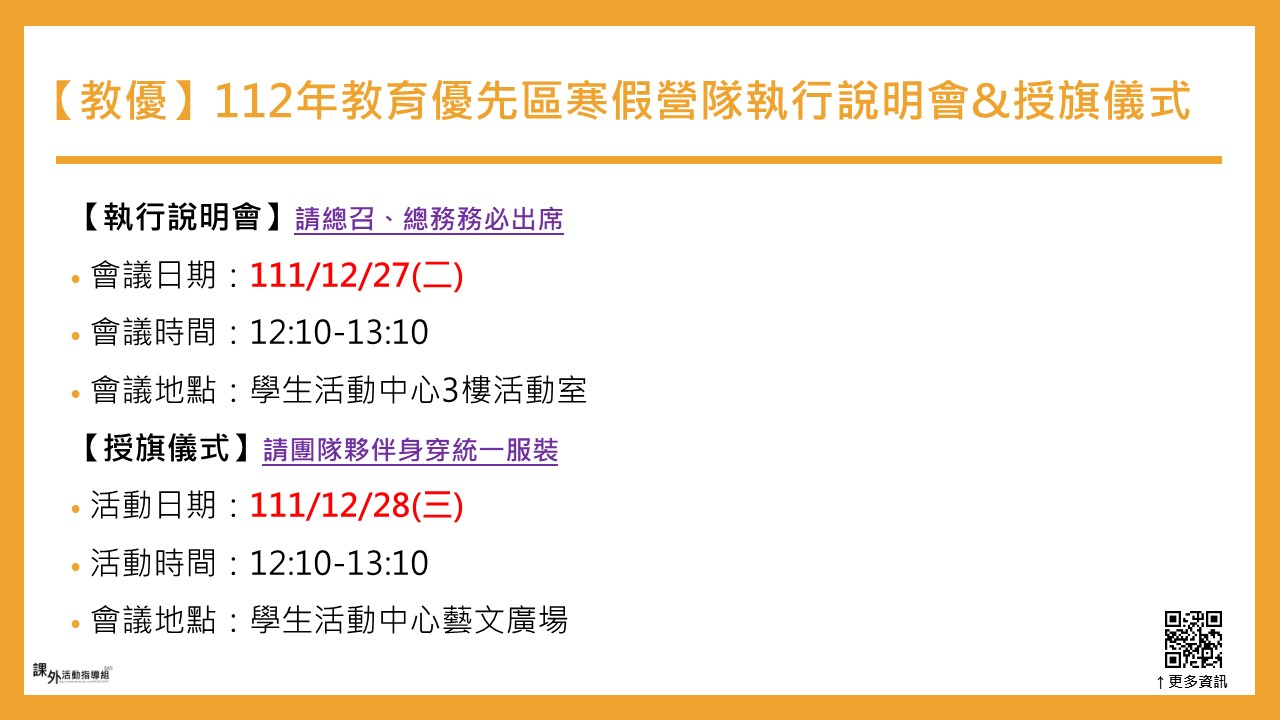 【教優】112年教育優先區寒假營隊執行說明會&授旗儀式
【執行說明會】請總召、總務務必出席
• 會議日期：111/12/27(二)
• 會議時間：12:10-13:10
• 會議地點：學生活動中心3樓活動室
【授旗儀式】請團隊夥伴身穿統一服裝
• 活動日期：111/12/28(三)
• 活動時間：12:10-13:10
• 會議地點：學生活動中心藝文廣場
課外活動指導組
↑更多資訊